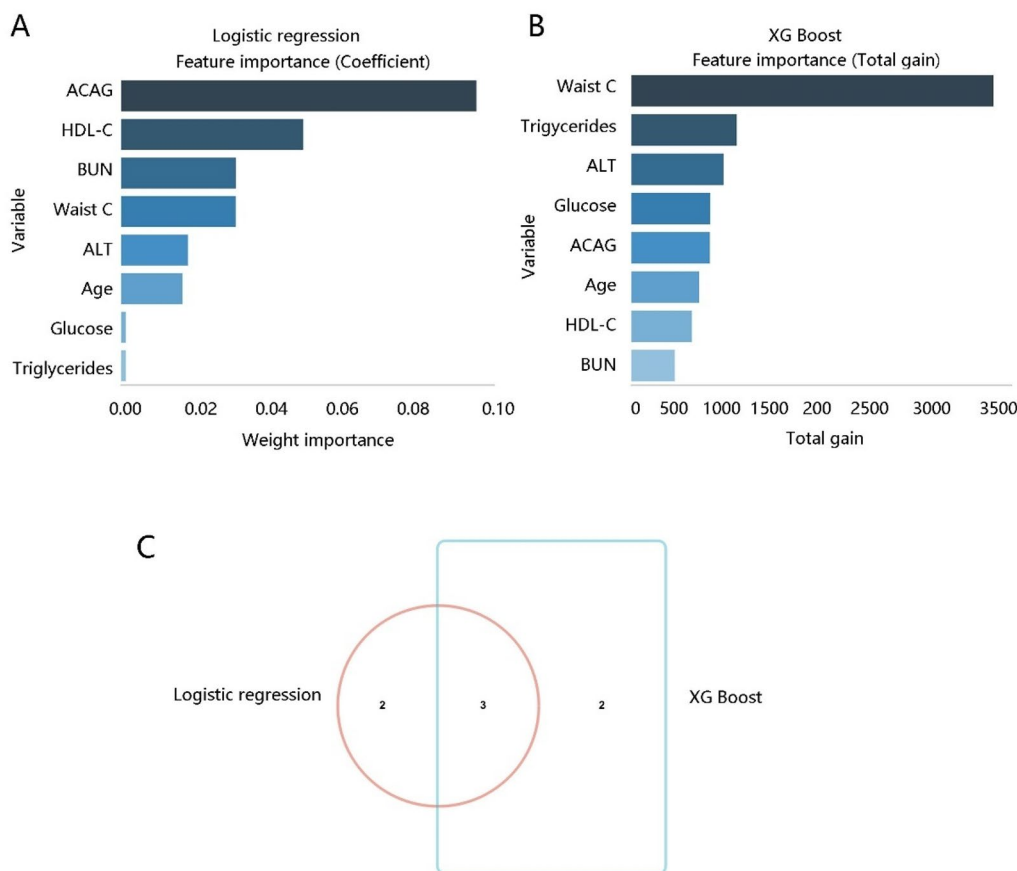 A
Logistic regression
Feature importance (Coefficient)
Variable
ACAG
HDL-C
BUN
Waist C
ALT
Age
Glucose
Triglycerides
0.00 0.02 0.04 0.06 0.08 0.10
Weight importance
B
XG Boost
Feature importance (Total gain)
Variable
Waist C
Trigycerides
ALT
Glucose
ACAG
Age
HDL-C
BUN
0 500 1000 1500 200 2500 3000 3500
Total gain
C
Logistic regression
2 3 2
XG Boost